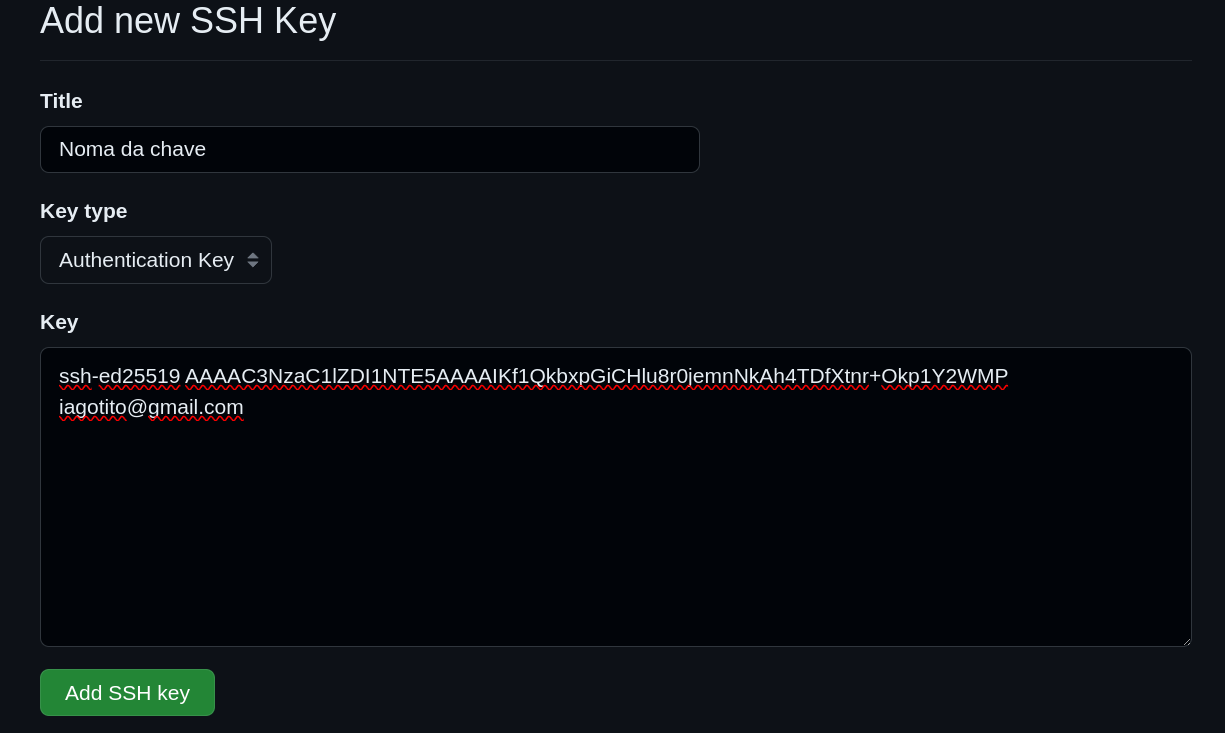 Add new SSH Key
Title
Noma da chave
Key type
Authentication Key
Key
ssh-ed25519 AAAAC3NzaC1lZDI1NTE5AAAAIKf1QkbxpGiCHlu8r0jemnNkAh4TDfXtnr+Okp1Y2WMP
iagotito@gmail.com
Add SSH key